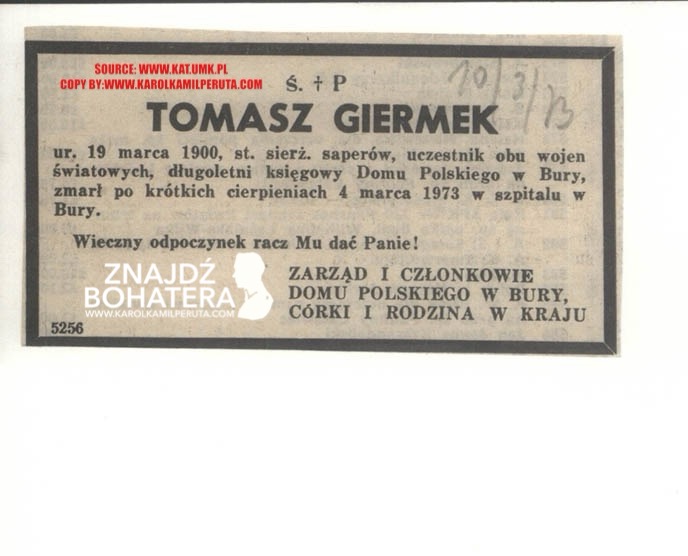 SOURCE: WWW.KAT.UMK.PL
COPY BY:WWW.KAROLKAMILPERUTA.COM
10/3/73
Ś. † P
TOMASZ GIERMEK
ur. 19 marca 1900, st. sierż. saperów, uczestnik obu wojen
światowych, długoletni księgowy Domu Polskiego w Bury,
zmarł po krótkich cierpieniach 4 marca 1973 w szpitalu w
Bury.
Wieczny odpoczynek racz Mu dać Panie!
ZNAJDŹ
BOHATERA
WWW.KAROLKAMILPERUTA.COM
ZARZĄD I CZŁONKOWIE
DOMU POLSKIEGO W BURY,
CÓRKI I RODZINA W KRAJU
5256